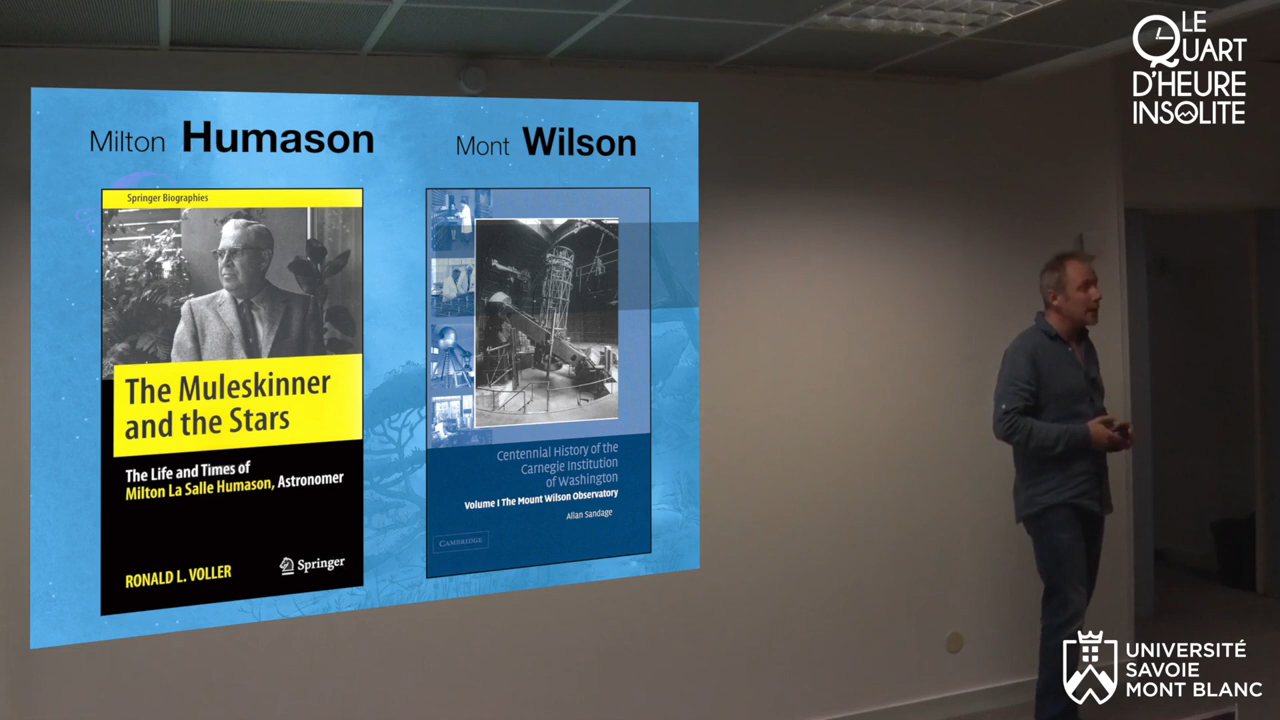 LE
QUART
D'HEURE
INSOLITE
Milton Humason
Mont Wilson
Springer Biographies
The Muleskinner
and the Stars
The Life and Times of
Milton La Salle Humason, Astronomer
RONALD L. VOLLER
Springer
Centennial History of the
Carnegie Institution
of Washington
Volume I The Mount Wilson Observatory
Allan Sandage
CAMBRIDGE
UNIVERSITÉ
SAVOIE
MONT BLANC